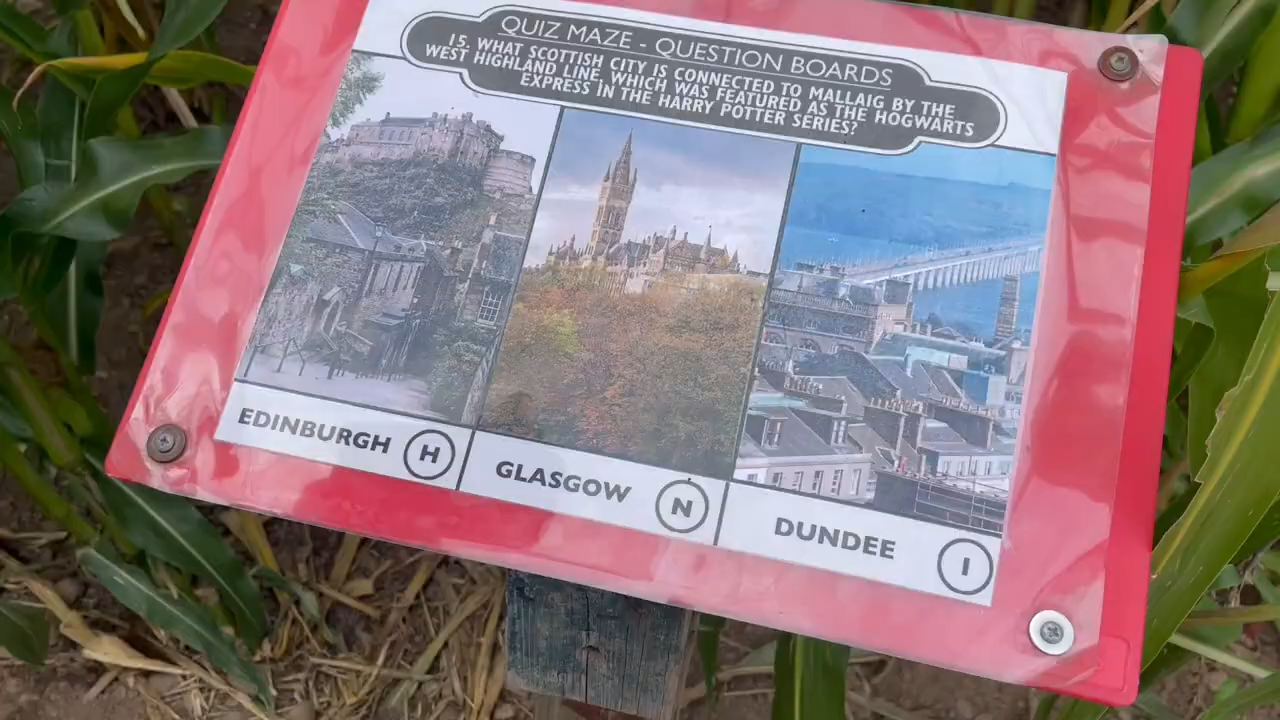 QUIZ MAZE - QUESTION BOARDS
15. WHAT SCOTTISH CITY IS CONNECTED TO MALLAIG BY THE
WEST HIGHLAND LINE, WHICH WAS FEATURED AS THE HOGWARTS
EXPRESS IN THE HARRY POTTER SERIES?
EDINBURGH H
GLASGOW N
DUNDEE I